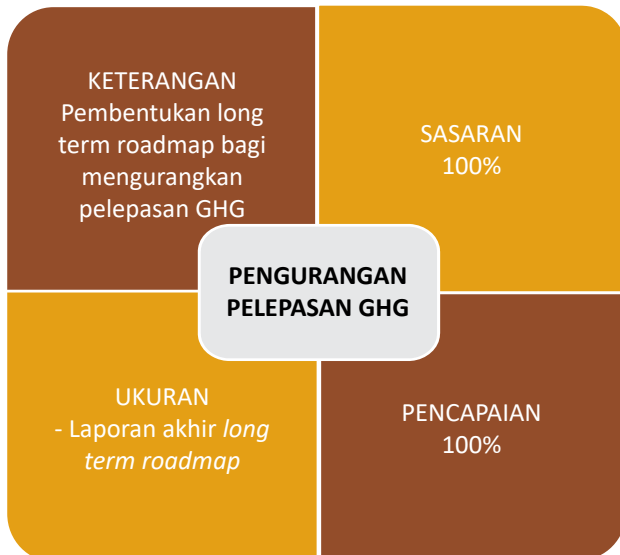 KETERANGAN
Pembentukan long
term roadmap bagi
mengurangkan
pelepasan GHG
SASARAN
100%
PENGURANGAN
PELEPASAN GHG
UKURAN
- Laporan akhir long
term roadmap
PENCAPAIAN
100%